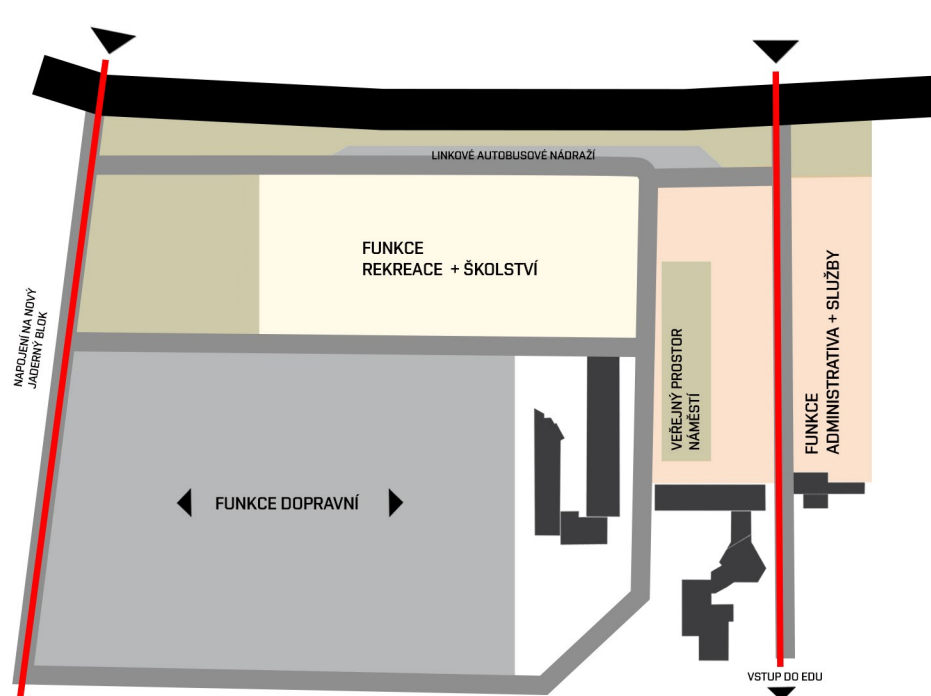 LINKOVÉ AUTOBUSOVÉ NÁDRAŽÍ
FUNKCE
REKREACE + ŠKOLSTVÍ
NAPOJENÍ NA NOVÝ
JADERNÝ BLOK
VEŘEJNÝ PROSTOR
NÁMĚSTÍ
FUNKCE
ADMINISTRATIVA + SLUŽBY
FUNKCE DOPRAVNÍ
VSTUP DO EDU